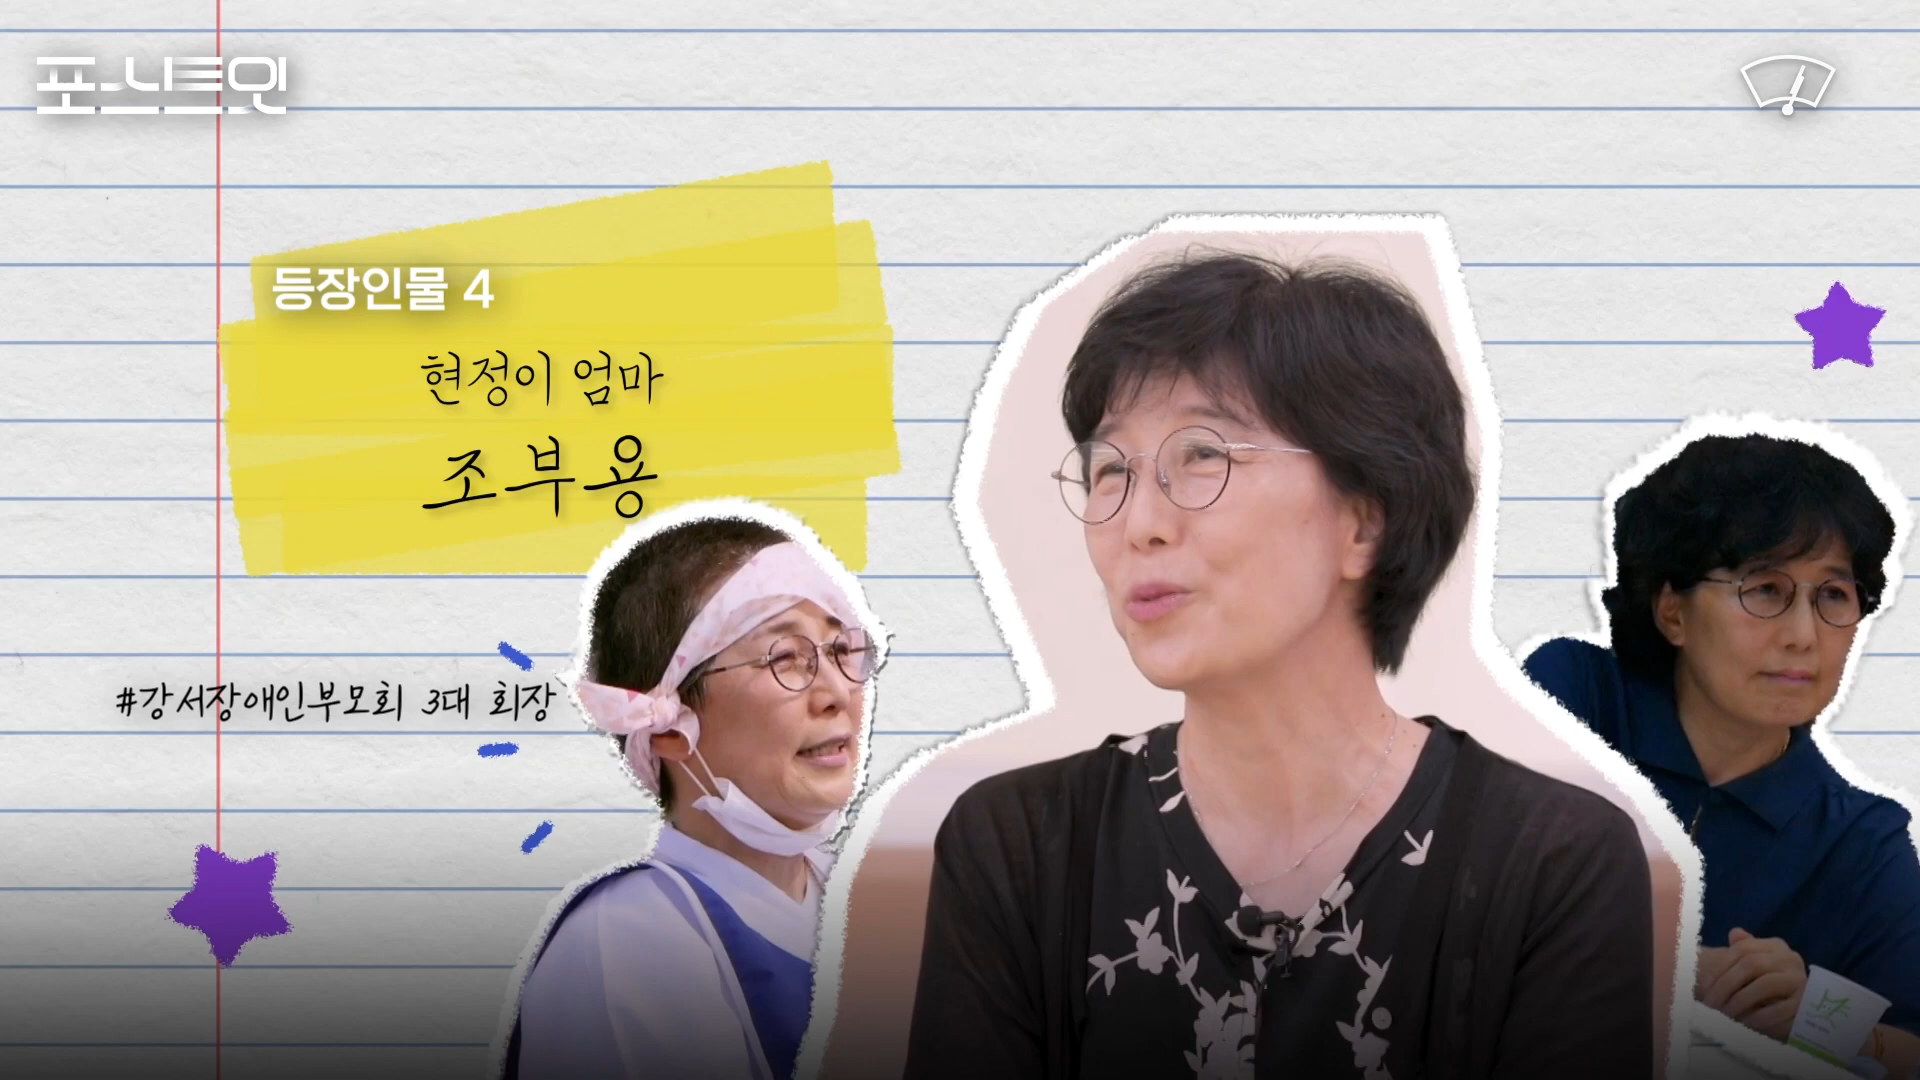 포스트잇
등장인물 4
현정이 엄마
조부용
#강서장애인부모회 3대 회장